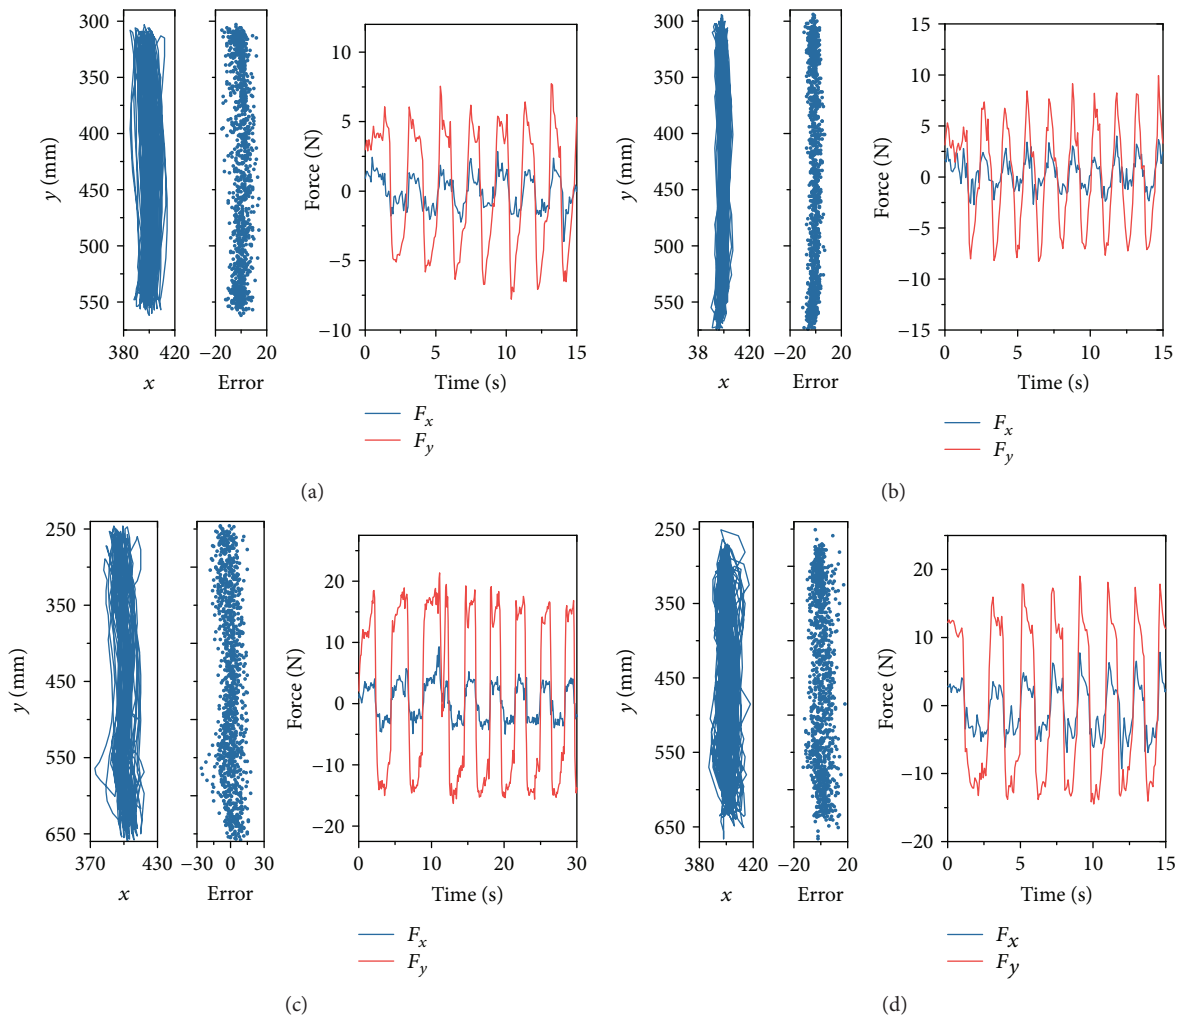 300
350
400
450
500
550
y (mm)
380 420
x
−20 20
Error
10
5
0
−5
−10
Force (N)
0 5 10 15
Time (s)
Fx
Fy
(a)
300
350
400
450
500
550
y (mm)
38 420
x
−20 20
Error
15
10
5
0
−5
−10
−15
Force (N)
0 5 10 15
Time (s)
Fx
Fy
(b)
250
350
450
550
650
y (mm)
370 430
x
−30 0 30
Error
20
10
0
−10
−20
Force (N)
0 10 20 30
Time (s)
Fx
Fy
(c)
250
350
450
550
650
y (mm)
380 420
x
−20 20
Error
20
10
0
−10
−20
Force (N)
0 5 10 15
Time (s)
Fx
Fy
(d)